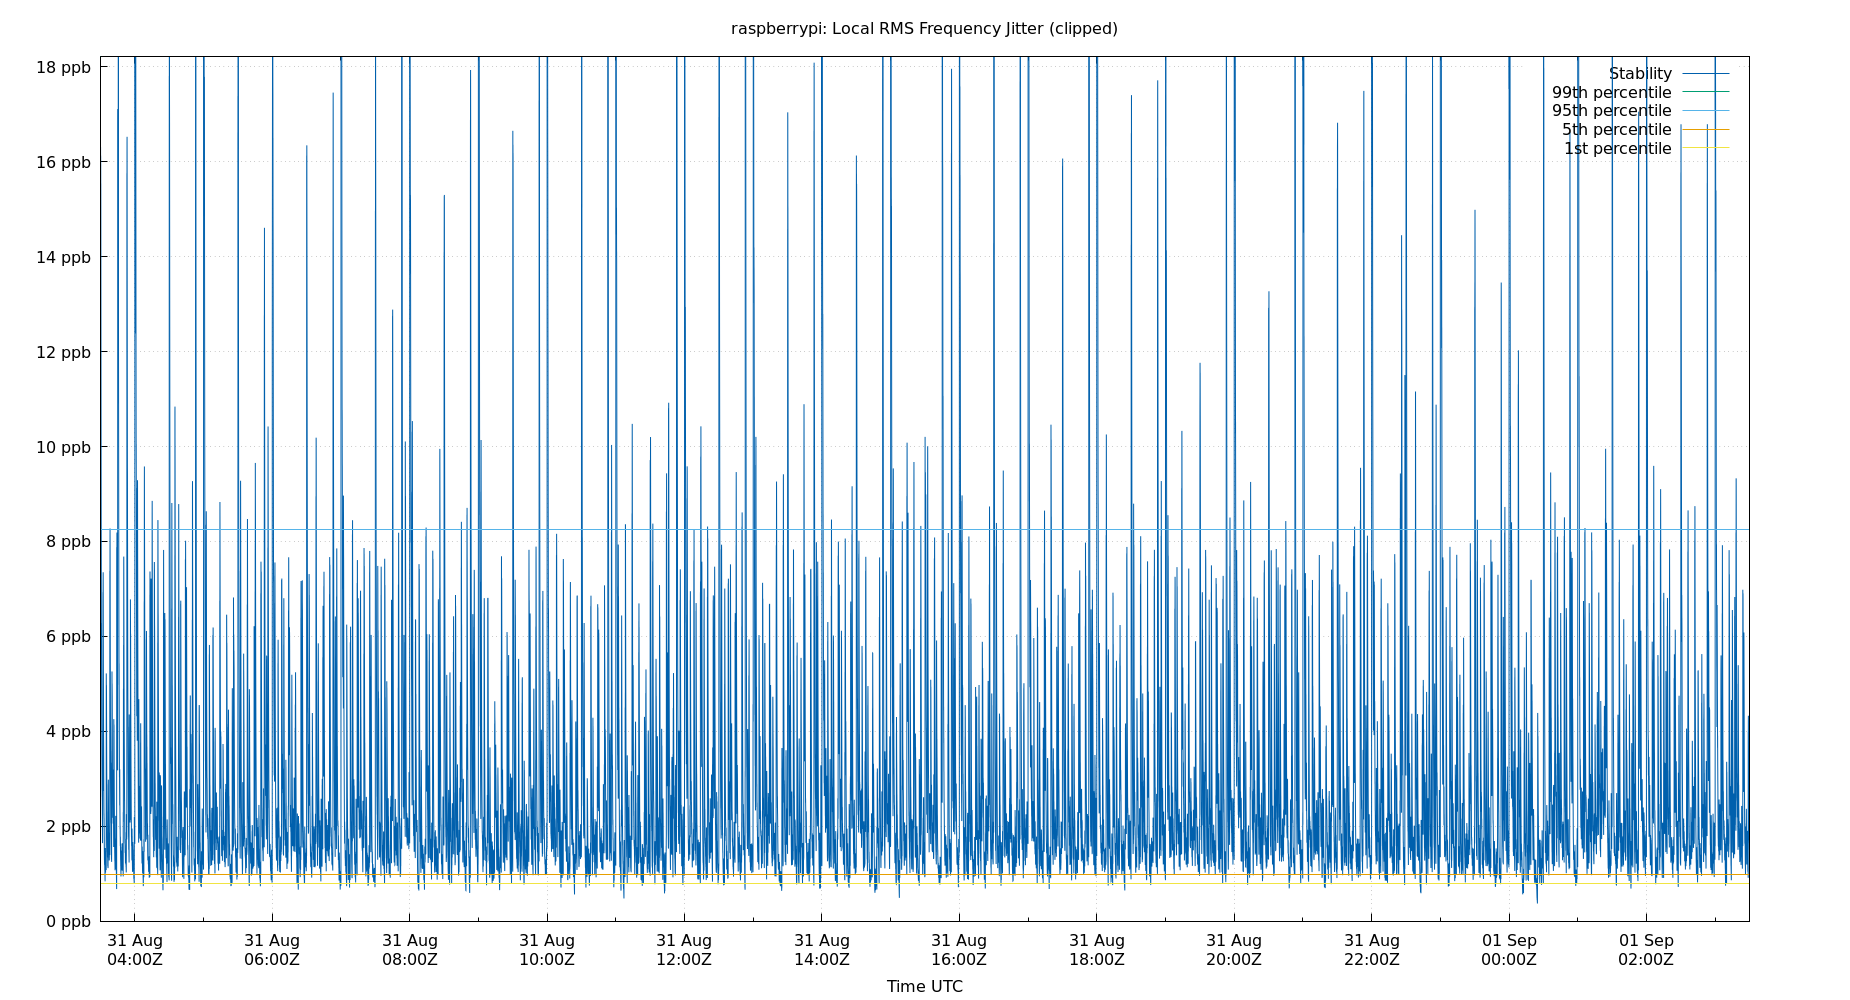 raspberrypi: Local RMS Frequency Jitter (clipped)
18 ppb
16 ppb
14 ppb
12 ppb
10 ppb
8 ppb
6 ppb
4 ppb
2 ppb
0 ppb
Stability
99th percentile
95th percentile
5th percentile
1st percentile
31 Aug 31 Aug 31 Aug 31 Aug 31 Aug 31 Aug 31 Aug 31 Aug 31 Aug 31 Aug 01 Sep 01 Sep
04:00Z 06:00Z 08:00Z 10:00Z 12:00Z 14:00Z 16:00Z 18:00Z 20:00Z 22:00Z 00:00Z 02:00Z
Time UTC